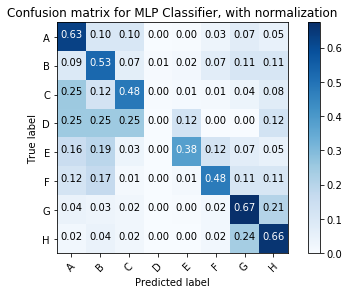 Confusion matrix for MLP Classifier, with normalization
True label
A 0.63 0.10 0.10 0.00 0.00 0.03 0.07 0.05
B 0.09 0.53 0.07 0.01 0.02 0.07 0.11 0.11
C 0.25 0.12 0.48 0.00 0.01 0.01 0.04 0.08
D 0.25 0.25 0.25 0.00 0.12 0.00 0.00 0.12
E 0.16 0.19 0.03 0.00 0.38 0.12 0.07 0.05
F 0.12 0.17 0.01 0.00 0.01 0.48 0.11 0.11
G 0.04 0.03 0.02 0.00 0.00 0.02 0.67 0.21
H 0.02 0.04 0.02 0.00 0.00 0.02 0.24 0.66
A B C D E F G H
Predicted label
0.6
0.5
0.4
0.3
0.2
0.1
0.0